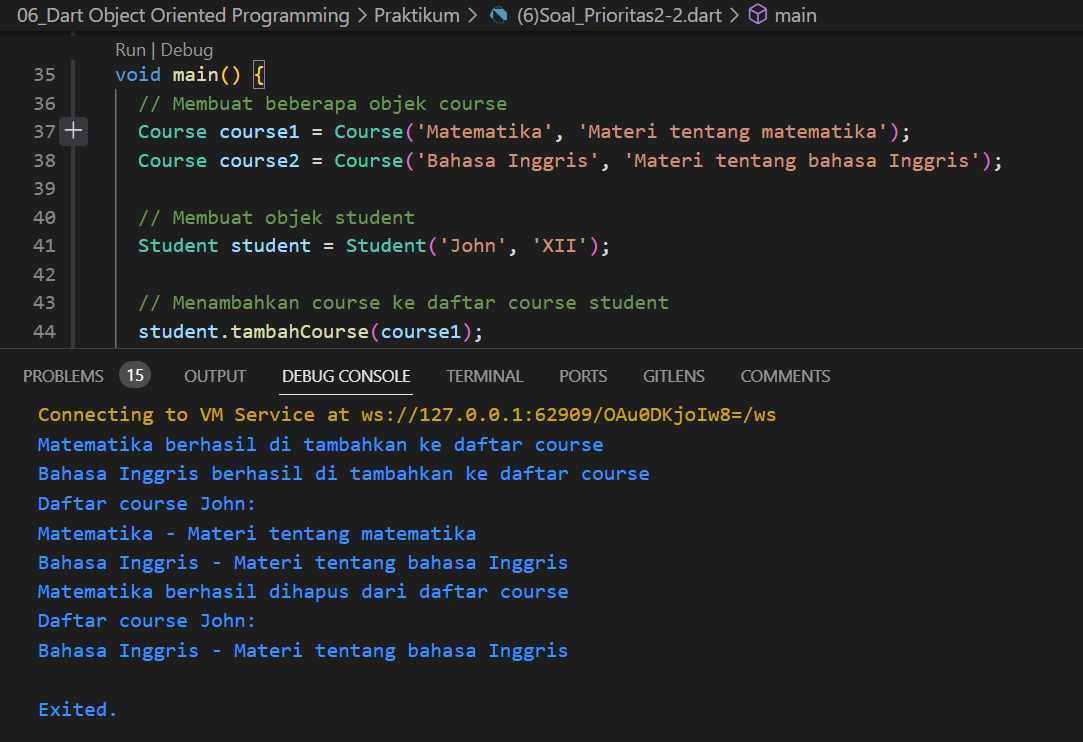 06_Dart Object Oriented Programming > Praktikum > (6)Soal_Prioritas2-2.dart > main
Run | Debug
35 void main() {
36 // Membuat beberapa objek course
37 Course course1 = Course('Matematika', 'Materi tentang matematika');
38 Course course2 = Course('Bahasa Inggris', 'Materi tentang bahasa Inggris');
39
40 // Membuat objek student
41 Student student = Student('John', 'XII');
42
43 // Menambahkan course ke daftar course student
44 student.tambahCourse(course1);
PROBLEMS 15 OUTPUT DEBUG CONSOLE TERMINAL PORTS GITLENS COMMENTS
Connecting to VM Service at ws://127.0.0.1:62909/OAu0DKjoIw8=/ws
Matematika berhasil di tambahkan ke daftar course
Bahasa Inggris berhasil di tambahkan ke daftar course
Daftar course John:
Matematika - Materi tentang matematika
Bahasa Inggris - Materi tentang bahasa Inggris
Matematika berhasil dihapus dari daftar course
Daftar course John:
Bahasa Inggris - Materi tentang bahasa Inggris
Exited.